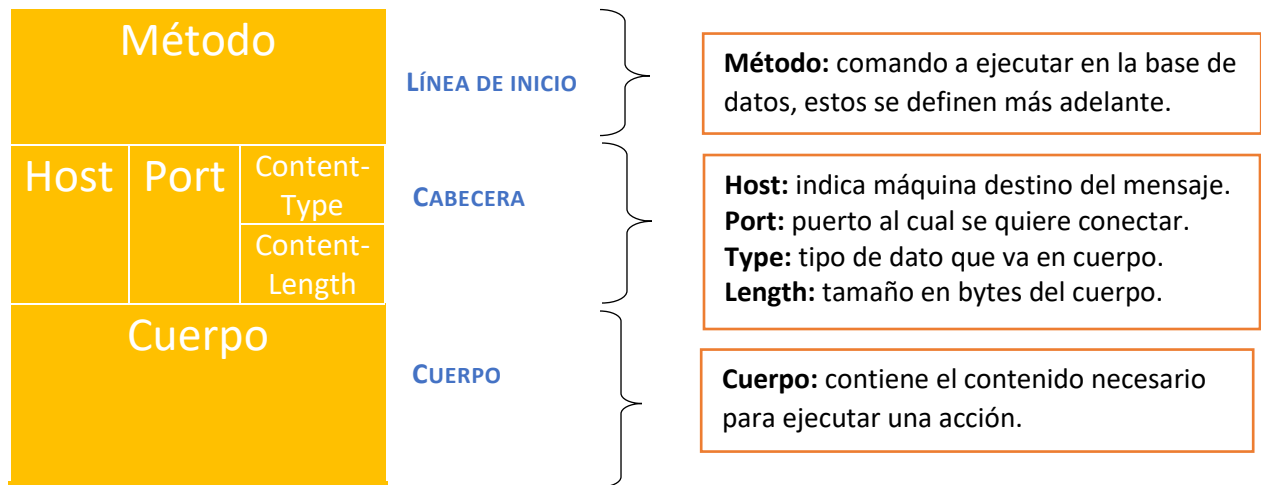 Método
LÍNEA DE INICIO
Método: comando a ejecutar en la base de
datos, estos se definen más adelante.
Host
Port
Content-
Type
Content-
Length
CABECERA
Host: indica máquina destino del mensaje.
Port: puerto al cual se quiere conectar.
Type: tipo de dato que va en cuerpo.
Length: tamaño en bytes del cuerpo.
Cuerpo
CUERPO
Cuerpo: contiene el contenido necesario
para ejecutar una acción.